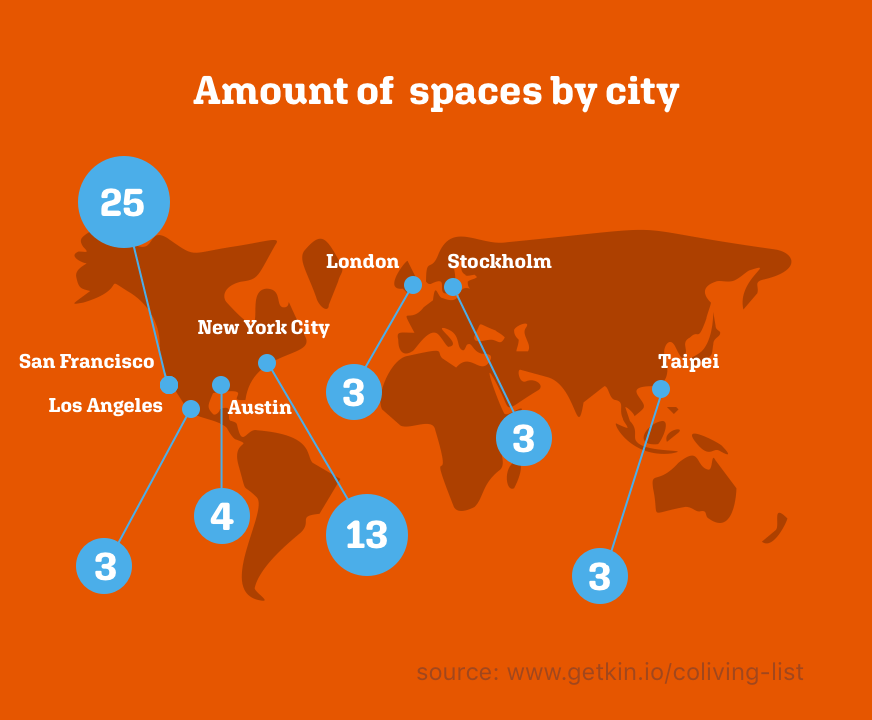 Amount of spaces by city
25
London
Stockholm
New York City
San Francisco
Taipei
Los Angeles
Austin
3
3
4
13
3
3
source: www.getkin.io/coliving-list